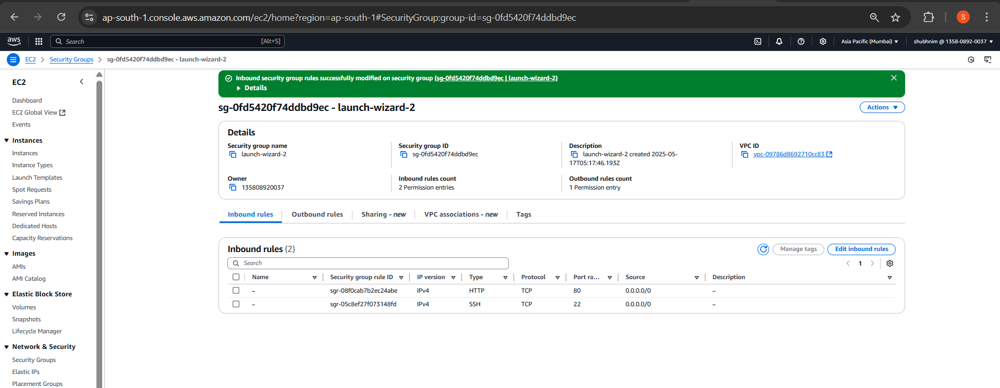 ap-south-1.console.aws.amazon.com/ec2/home?region=ap-south-1#SecurityGroup:group-id=sg-0fd5420f74ddbd9ec
S
aws
Search
[Alt+S]
Asia Pacific (Mumbai)
shubhnim @ 1358-0892-0037
EC2
Security Groups
sg-0fd5420f74ddbd9ec - launch-wizard-2
EC2
Dashboard
EC2 Global View
Events
Instances
Instances
Instance Types
Launch Templates
Spot Requests
Savings Plans
Reserved Instances
Dedicated Hosts
Capacity Reservations
Images
AMIs
AMI Catalog
Elastic Block Store
Volumes
Snapshots
Lifecycle Manager
Network & Security
Security Groups
Elastic IPs
Placement Groups
Inbound security group rules successfully modified on security group (sg-0fd5420f74ddbd9ec | launch-wizard-2)
Details
sg-0fd5420f74ddbd9ec - launch-wizard-2
Actions
Details
Security group name
launch-wizard-2
Security group ID
sg-0fd5420f74ddbd9ec
Description
launch-wizard-2 created 2025-05-
17T05:17:46.193Z
VPC ID
vpc-09786d8692710cc83
Owner
135808920037
Inbound rules count
2 Permission entries
Outbound rules count
1 Permission entry
Inbound rules
Outbound rules
Sharing - new
VPC associations - new
Tags
Inbound rules (2)
Manage tags
Edit inbound rules
Search
1
Name Security group rule ID IP version Type Protocol Port ra... Source Description
– sgr-08f0cab7b2ec24abe IPv4 HTTP TCP 80 0.0.0.0/0 –
– sgr-05c8ef27f073148fd IPv4 SSH TCP 22 0.0.0.0/0 –